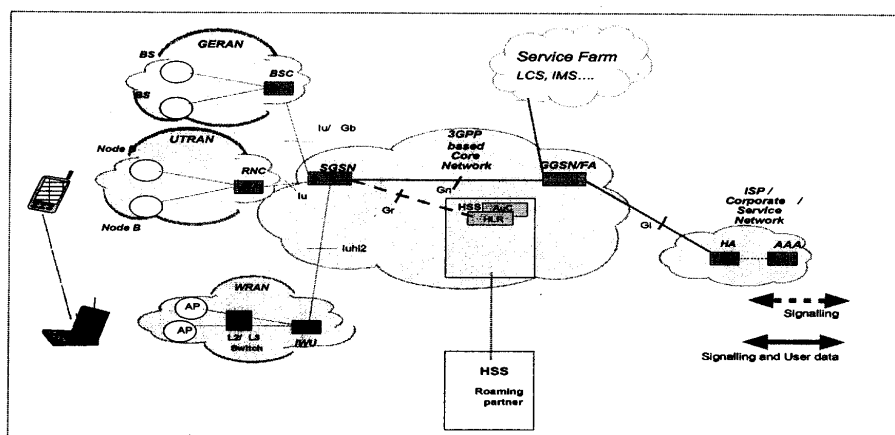 GERAN
BS
BSC
BS
Service Farm
LCS, IMS....
Iu/ Gb
UTRAN
Node B
RNC
Iu
Node B
3GPP
based
Core
Network
SGSN
GGSN/FA
Gn
Gr
HSS
AuC
HLR
ISP /
Corporate /
Service
Network
Gi
HA
AAA
Iuhl2
WRAN
AP
AP
L2/ L3
Switch
IWU
Signalling
Signalling and User data
HSS
Roaming
partner